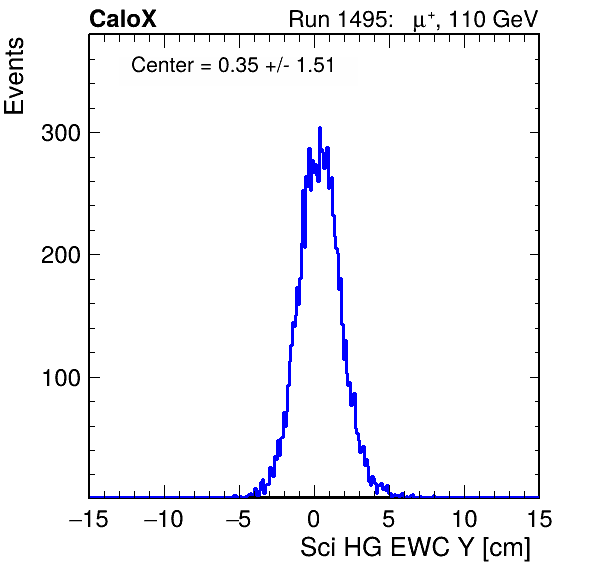 CaloX Run 1495: μ⁺, 110 GeV
Events
Center = 0.35 +/- 1.51
300
200
100
−15 −10 −5 0 5 10 15
Sci HG EWC Y [cm]